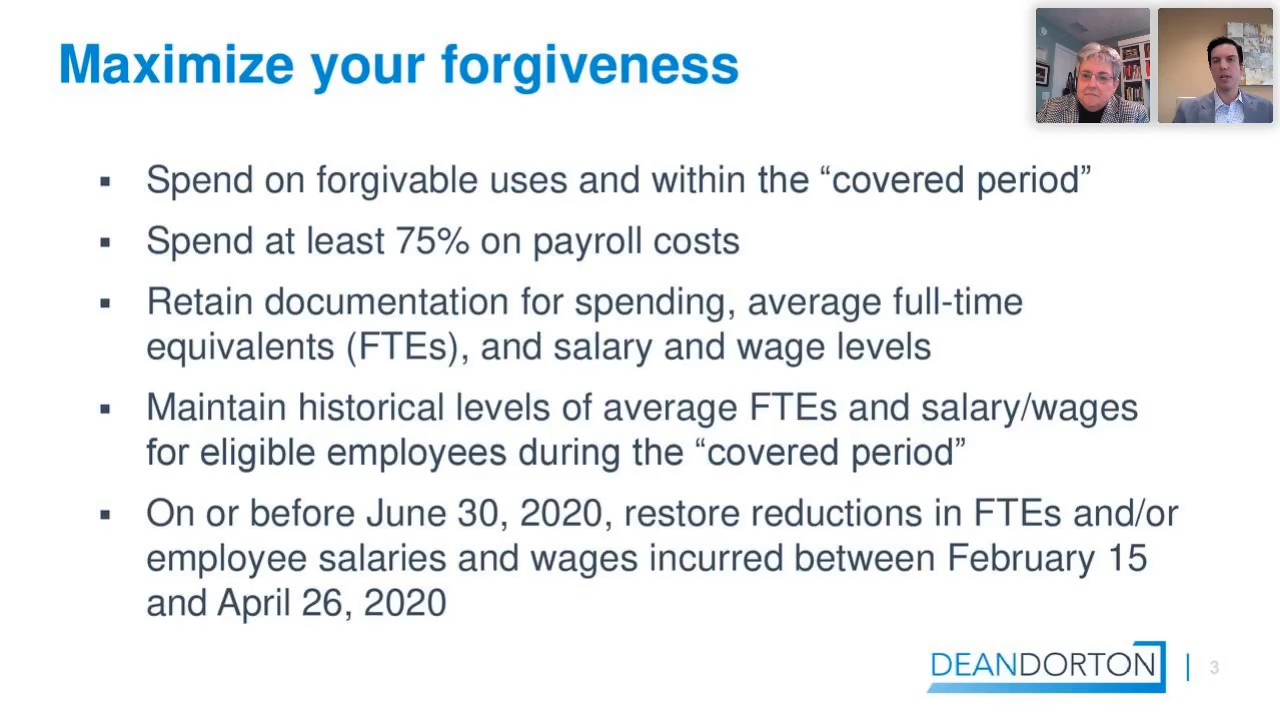 Maximize your forgiveness
▪ Spend on forgivable uses and within the “covered period”
▪ Spend at least 75% on payroll costs
▪ Retain documentation for spending, average full-time
equivalents (FTEs), and salary and wage levels
▪ Maintain historical levels of average FTEs and salary/wages
for eligible employees during the “covered period”
▪ On or before June 30, 2020, restore reductions in FTEs and/or
employee salaries and wages incurred between February 15
and April 26, 2020
DEANDORTON | 3